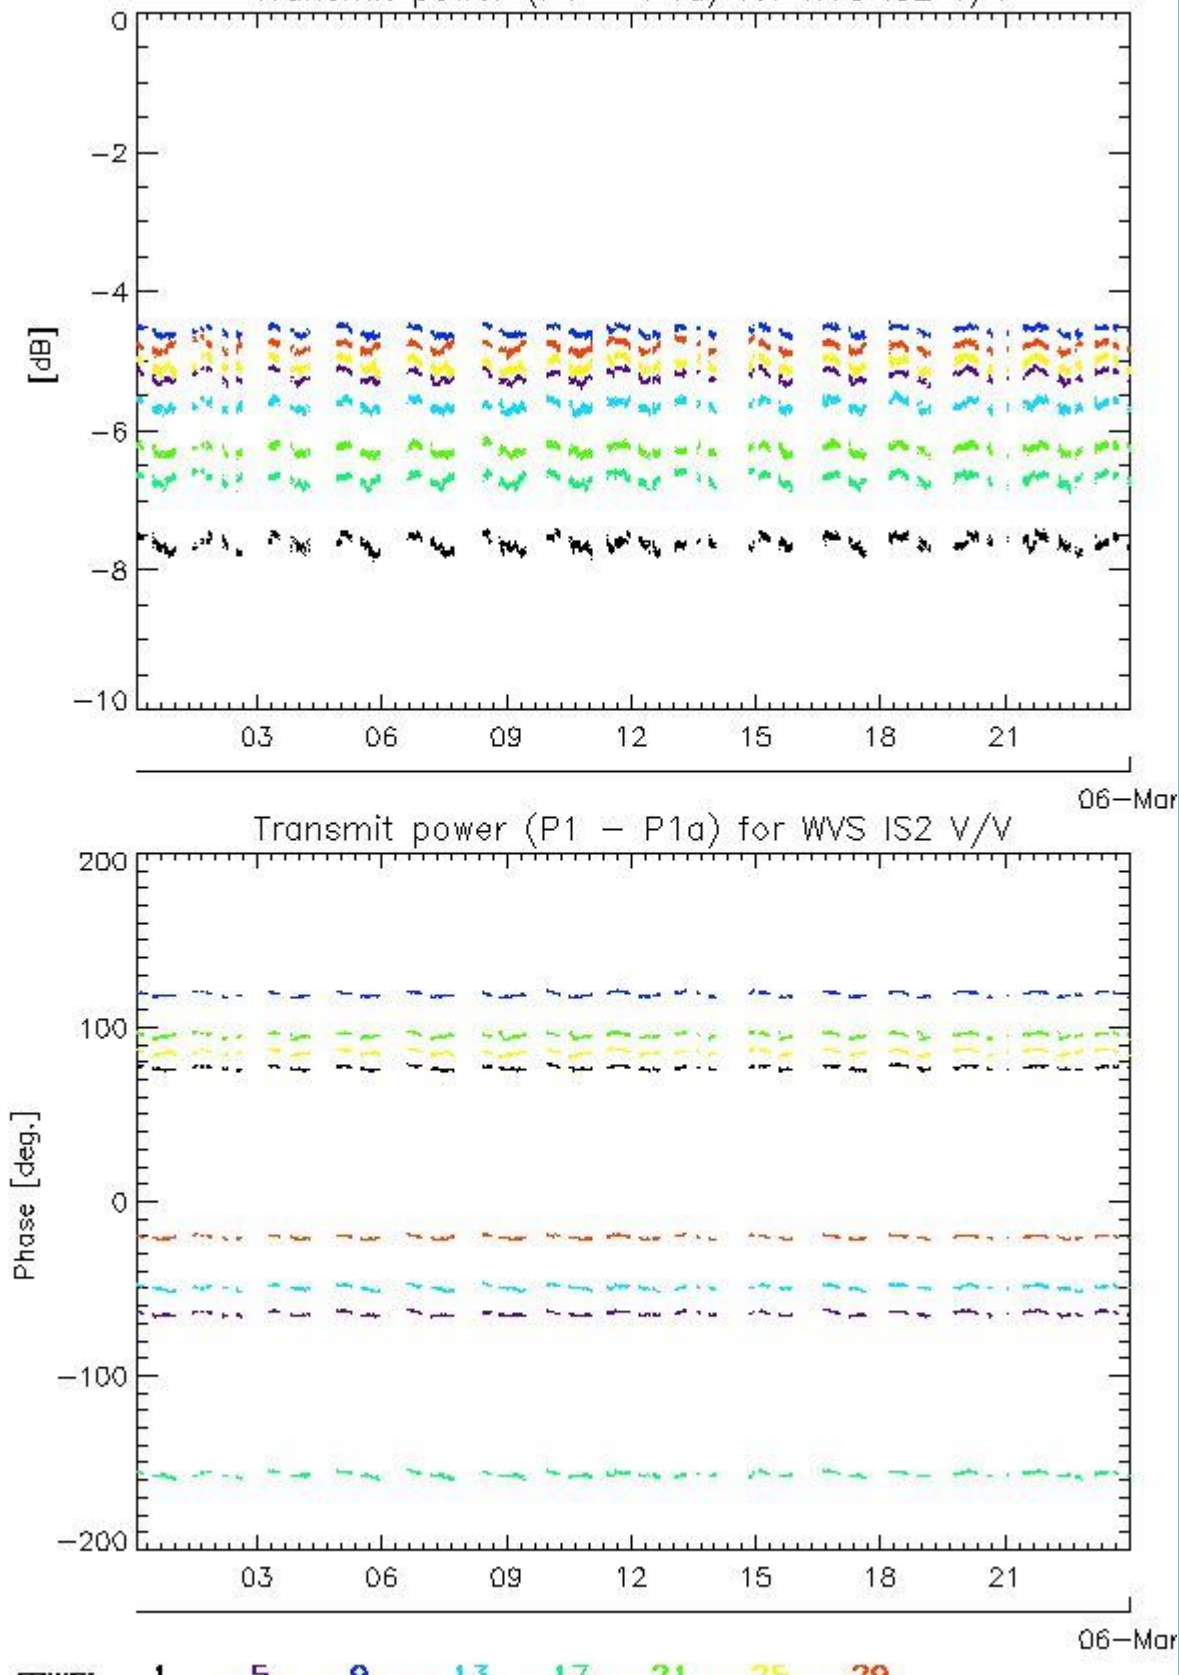 0
−2
−4
[dB]
−6
−8
−10
03 06 09 12 15 18 21
06−Mar
Transmit power (P1 − P1a) for WVS IS2 V/V
200
100
Phase [deg.]
0
−100
−200
03 06 09 12 15 18 21
06−Mar
1 5 9 13 17 21 25 29